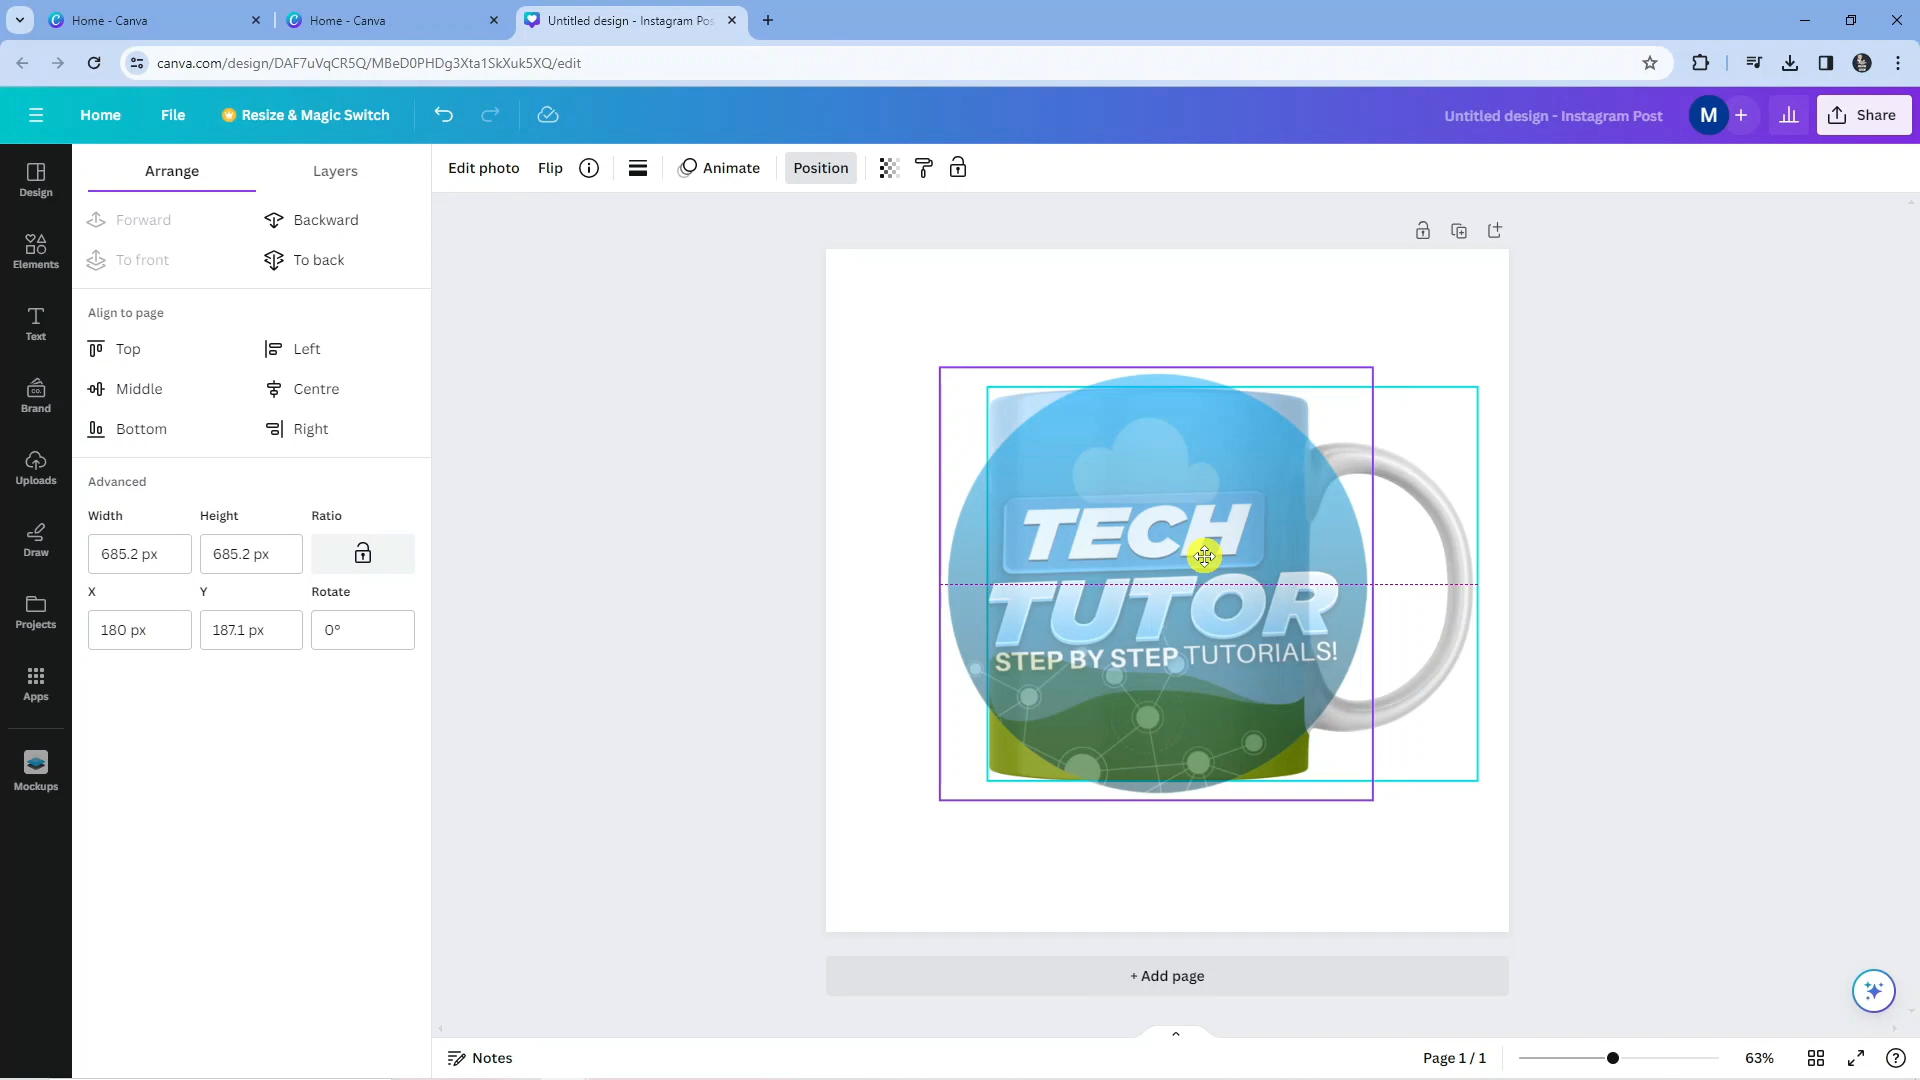 Home - Canva
Home - Canva
Untitled design - Instagram Pos
canva.com/design/DAF7uVqCR5Q/MBeD0PHDg3Xta1SkXuk5XQ/edit
Home
File
Resize & Magic Switch
Untitled design - Instagram Post
M
+
Share
Arrange
Layers
Edit photo
Flip
Animate
Position
Design
Elements
Text
Brand
Uploads
Draw
Projects
Apps
Mockups
Forward
Backward
To front
To back
Align to page
Top
Left
Middle
Centre
Bottom
Right
Advanced
Width
Height
Ratio
685.2 px
685.2 px
X
Y
Rotate
180 px
187.1 px
0°
TECH
TUTOR
STEP BY STEP TUTORIALS!
+ Add page
Notes
Page 1 / 1
63%